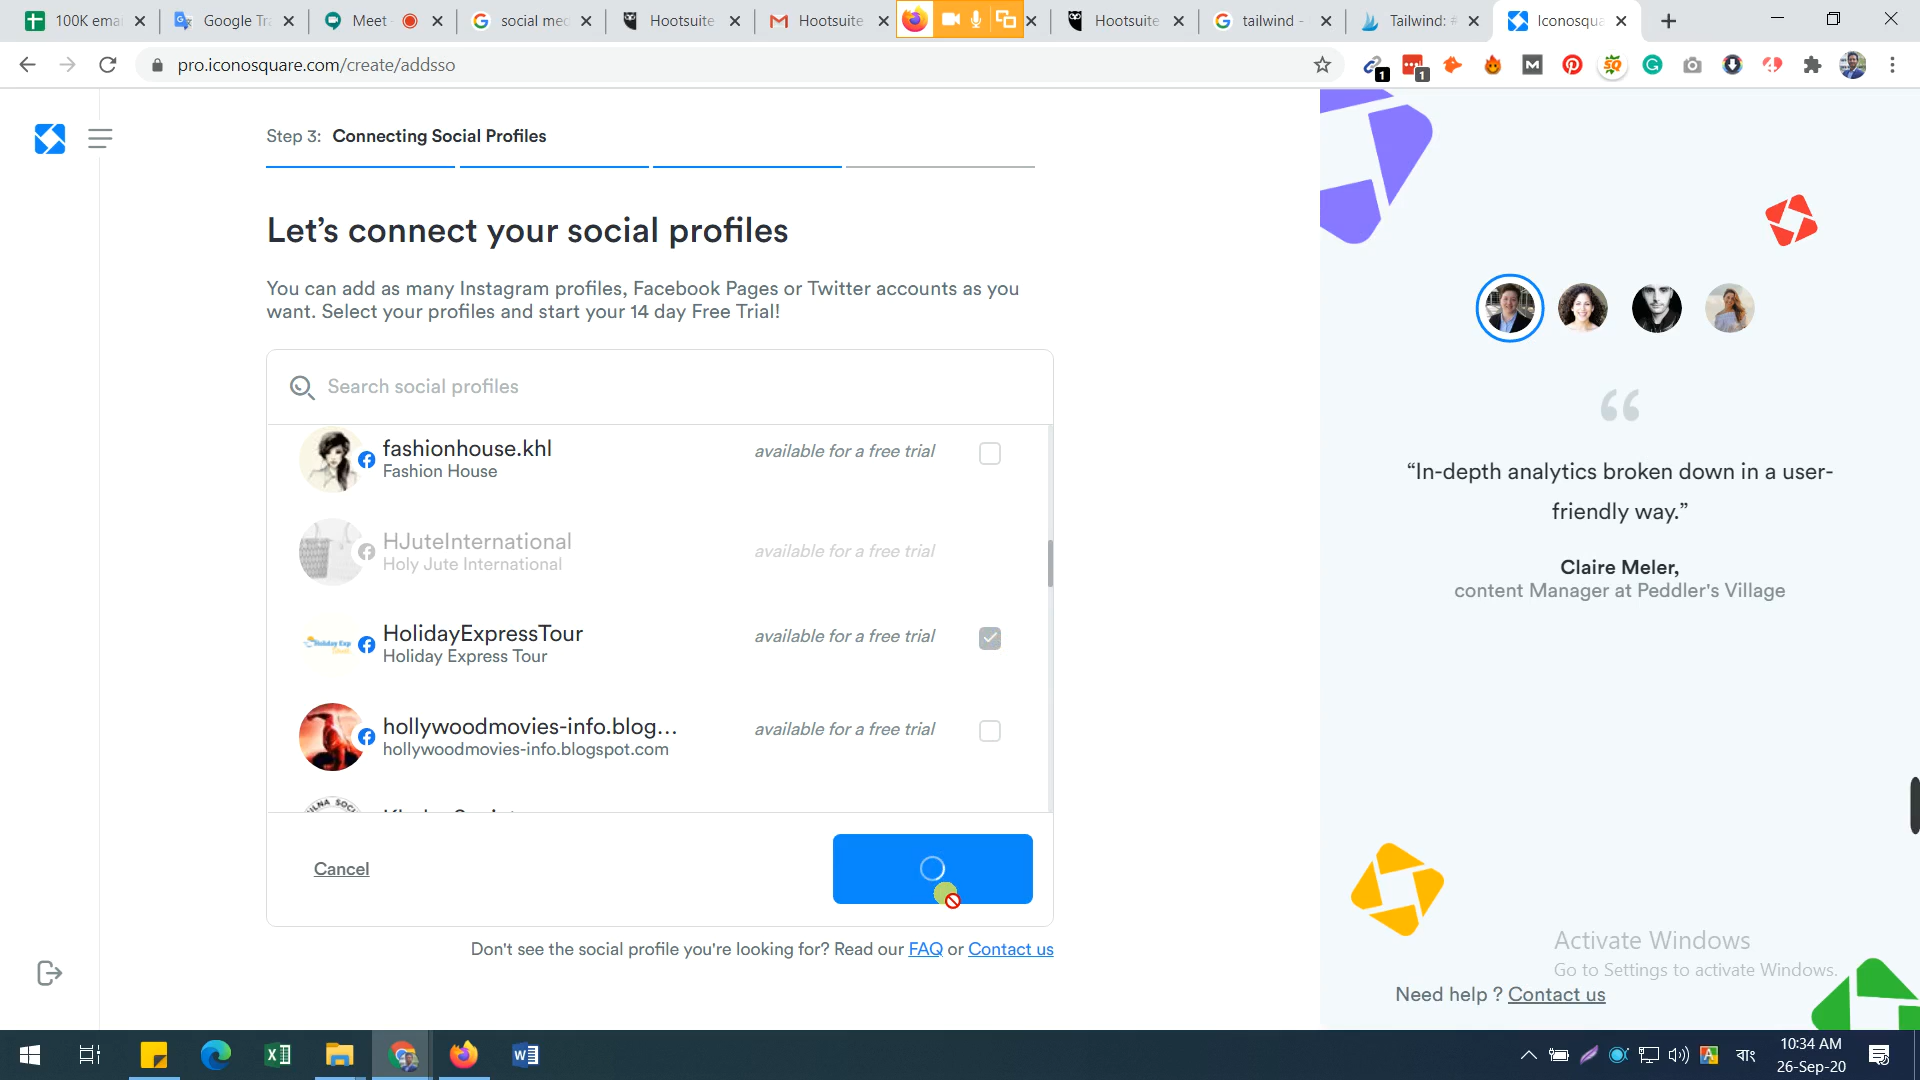 100K emai
Google Tra
Meet
social mec
Hootsuite
Hootsuite
Hootsuite
tailwind -
Tailwind: #
Iconosqua
pro.iconosquare.com/create/addsso
1
1
Step 3: Connecting Social Profiles
Let's connect your social profiles
You can add as many Instagram profiles, Facebook Pages or Twitter accounts as you
want. Select your profiles and start your 14 day Free Trial!
Search social profiles
fashionhouse.khl
available for a free trial
Fashion House
HJuteInternational
available for a free trial
Holy Jute International
HolidayExpressTour
available for a free trial
Holiday Express Tour
hollywoodmovies-info.blog...
available for a free trial
hollywoodmovies-info.blogspot.com
Cancel
Don't see the social profile you're looking for? Read our FAQ or Contact us
“
“In-depth analytics broken down in a user-
friendly way.”
Claire Meler,
content Manager at Peddler's Village
Activate Windows
Go to Settings to activate Windows.
Need help ? Contact us
বাং
10:34 AM
26-Sep-20